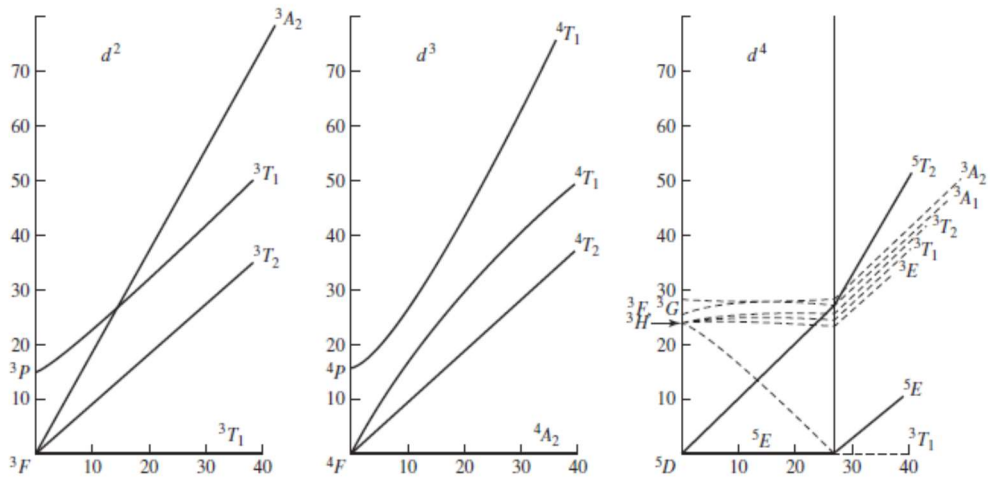 d² d³ d⁴
³A₂
⁴T₁
70 70 70
60 60 60
50 50 50
40 40 40
30 30 30
20 20 20
10 10 10
³T₁
³T₂
³P
³T₁
³F 10 20 30 40
⁴T₁
⁴T₂
⁴P
⁴A₂
⁴F 10 20 30 40
⁵T₂
³A₂
³A₁
³T₂
³T₁
³E
³G
³H
⁵E
⁵E
³T₁
⁵D 10 20 30 40